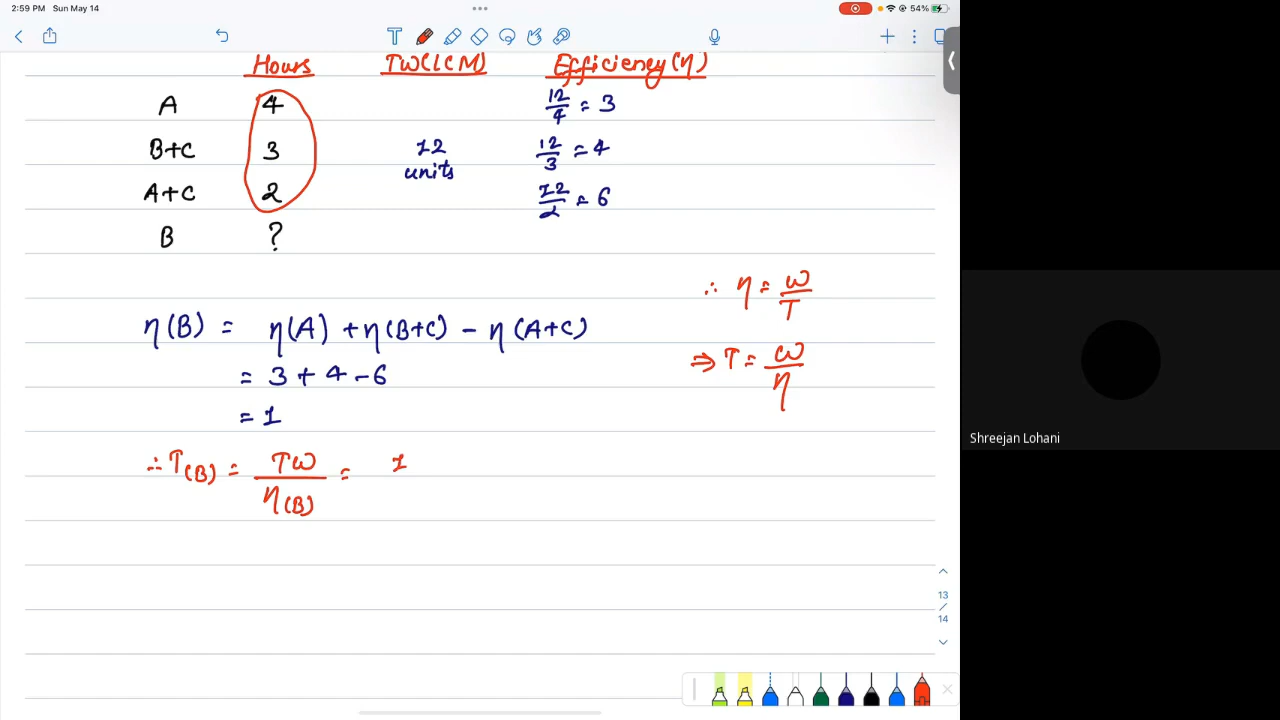 2:59 PM Sun May 14
54%
Hours TW(LCM) Efficiency(η)
A 4 12/4 = 3
B+C 3 12 units 12/3 = 4
A+C 2 12/2 = 6
B ?
∴ η = W/T
η(B) = η(A) + η(B+C) - η(A+C)
⇒ T = W/η
= 3 + 4 - 6
= 1
∴ T(B) = TW/η(B) = 1
Shreejan Lohani
13
/
14